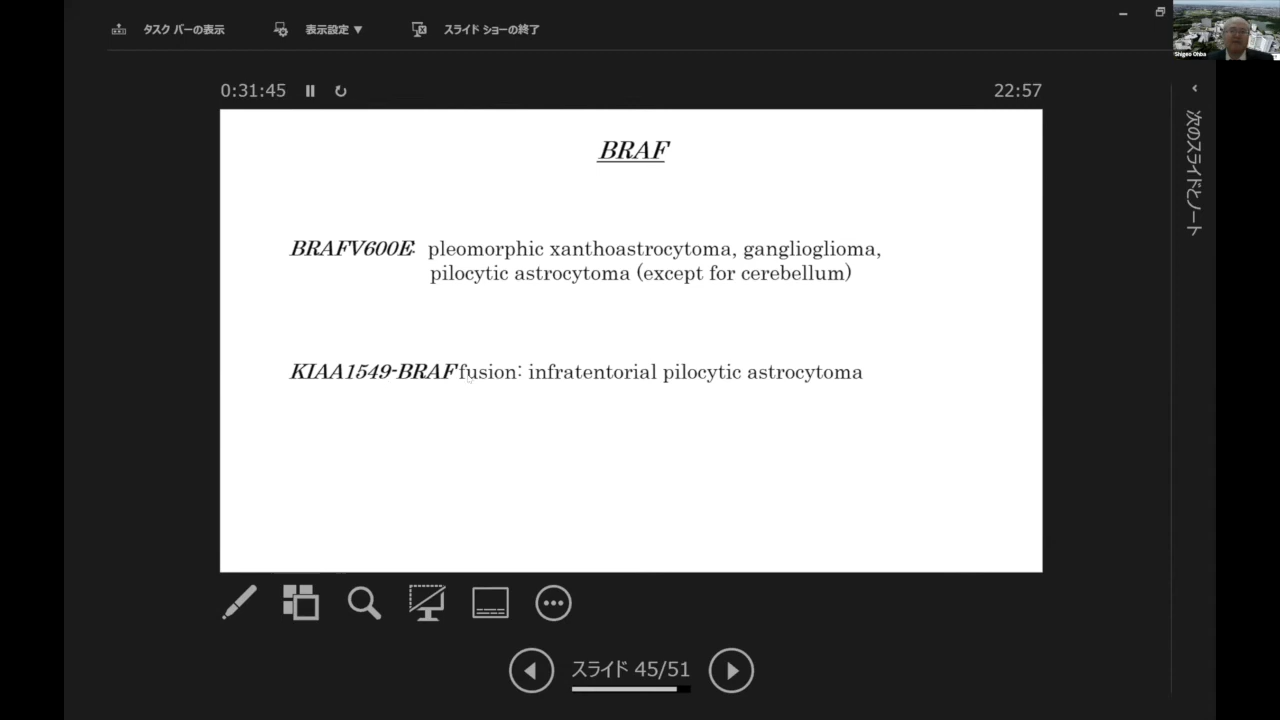 タスク バーの表示
表示設定 ▼
スライド ショーの終了
Shigeo Ohba
0:31:45
22:57
次のスライドとノート
BRAF
BRAFV600E: pleomorphic xanthoastrocytoma, ganglioglioma,
pilocytic astrocytoma (except for cerebellum)
KIAA1549-BRAF fusion: infratentorial pilocytic astrocytoma
スライド 45/51